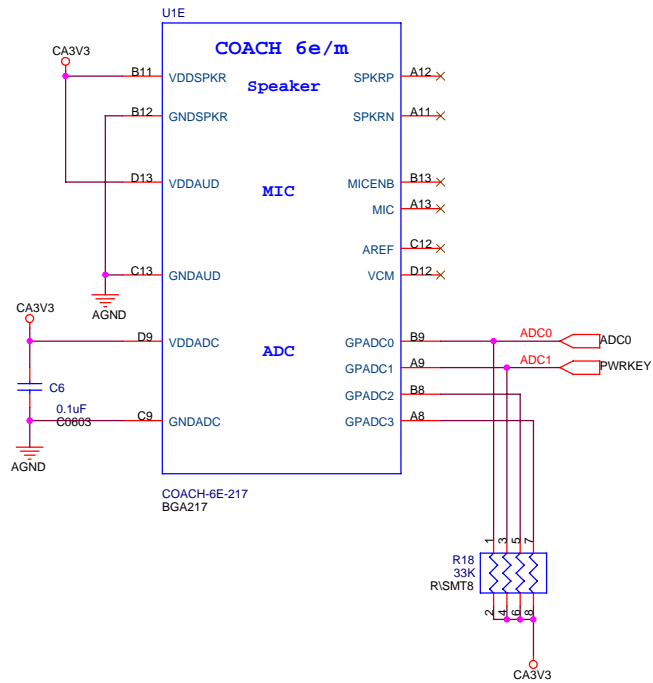 U1E
COACH 6e/m
CA3V3
B11 VDDSPKR Speaker SPKRP A12
B12 GNDSPKR SPKRN A11
D13 VDDAUD MIC MICENB B13
MIC A13
AREF C12
C13 GNDAUD VCM D12
AGND
CA3V3
D9 VDDADC ADC GPADC0 B9 ADC0 ADC0
GPADC1 A9 ADC1 PWRKEY
C6 GPADC2 B8
0.1uF
C0603
C9 GNDADC GPADC3 A8
AGND
COACH-6E-217
BGA217
1 3 5 7
R18
33K
R\SMT8
2 4 6 8
CA3V3